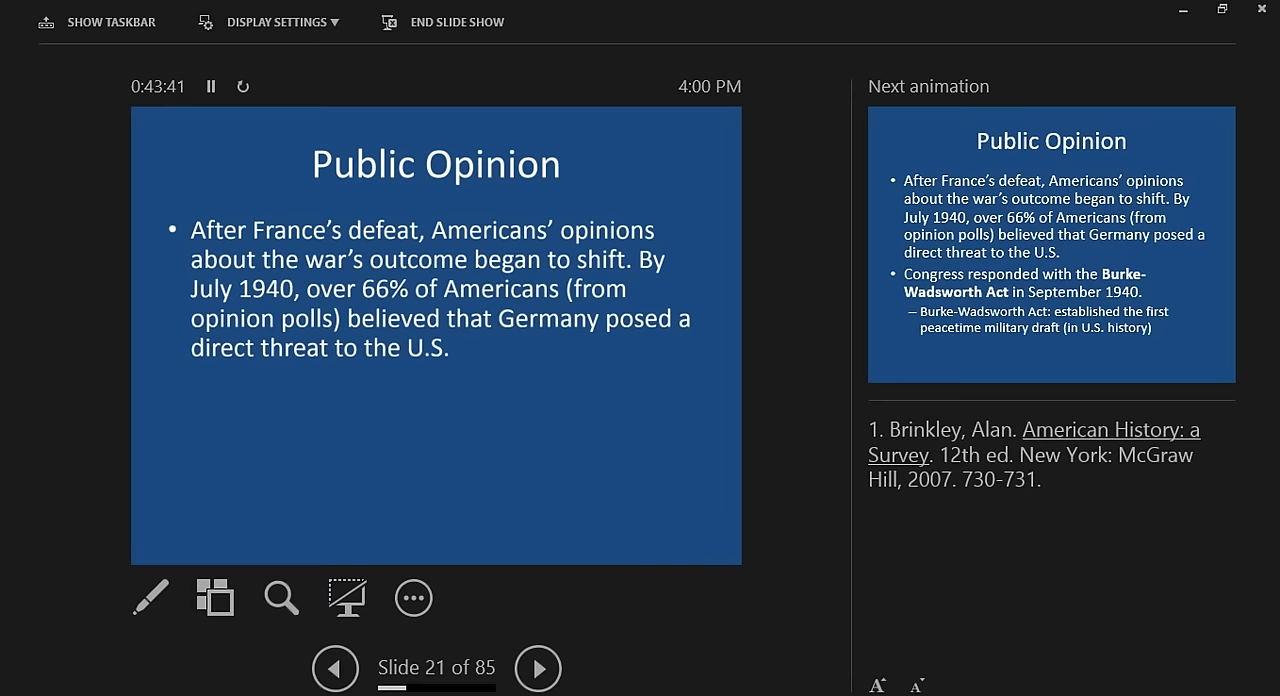 SHOW TASKBAR DISPLAY SETTINGS ▼ END SLIDE SHOW
0:43:41 4:00 PM
Public Opinion
• After France’s defeat, Americans’ opinions
about the war’s outcome began to shift. By
July 1940, over 66% of Americans (from
opinion polls) believed that Germany posed a
direct threat to the U.S.
Slide 21 of 85
Next animation
Public Opinion
• After France’s defeat, Americans’ opinions
about the war’s outcome began to shift. By
July 1940, over 66% of Americans (from
opinion polls) believed that Germany posed a
direct threat to the U.S.
• Congress responded with the Burke-
Wadsworth Act in September 1940.
– Burke-Wadsworth Act: established the first
peacetime military draft (in U.S. history)
1. Brinkley, Alan. American History: a
Survey. 12th ed. New York: McGraw
Hill, 2007. 730-731.
A A